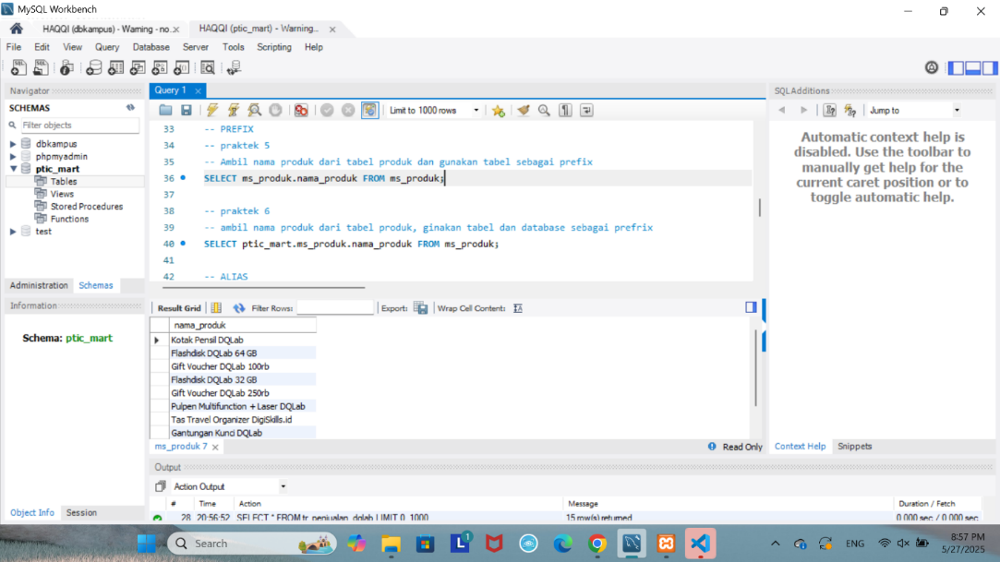 MySQL Workbench
HAQQI (dbkampus) - Warning - no...
HAQQI (ptic_mart) - Warning...
File Edit View Query Database Server Tools Scripting Help
Navigator
SCHEMAS
Filter objects
dbkampus
phpmyadmin
ptic_mart
Tables
Views
Stored Procedures
Functions
test
Administration Schemas
Information
Schema: ptic_mart
Object Info Session
Query 1
Limit to 1000 rows
33 -- PREFIX
34 -- praktek 5
35 -- Ambil nama produk dari tabel produk dan gunakan tabel sebagai prefix
36 SELECT ms_produk.nama_produk FROM ms_produk;
37
38 -- praktek 6
39 -- ambil nama produk dari tabel produk, ginakan tabel dan database sebagai prefrix
40 SELECT ptic_mart.ms_produk.nama_produk FROM ms_produk;
41
42 -- ALIAS
Result Grid Filter Rows: Export: Wrap Cell Content:
nama_produk
Kotak Pensil DQLab
Flashdisk DQLab 64 GB
Gift Voucher DQLab 100rb
Flashdisk DQLab 32 GB
Gift Voucher DQLab 250rb
Pulpen Multifunction + Laser DQLab
Tas Travel Organizer DigiSkills.id
Gantungan Kunci DQLab
ms_produk 7
Read Only
Output
Action Output
# Time Action Message Duration / Fetch
28 20:56:52 SELECT * FROM tr_penjualan_dqlab LIMIT 0, 1000 15 row(s) returned 0.000 sec / 0.000 sec
SQLAdditions
Jump to
Automatic context help is
disabled. Use the toolbar to
manually get help for the
current caret position or to
toggle automatic help.
Context Help Snippets
Search
ENG
8:57 PM
5/27/2025